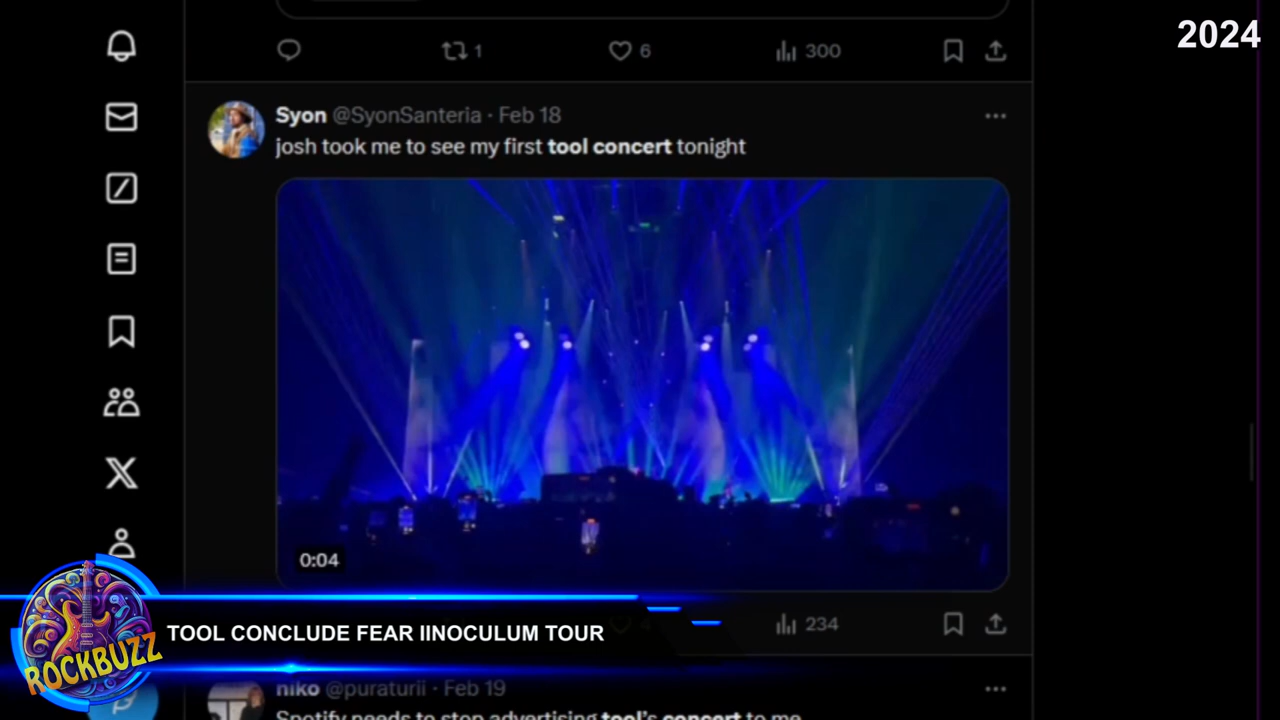 2024
1
6
300
Syon @SyonSanteria · Feb 18
josh took me to see my first tool concert tonight
0:04
234
TOOL CONCLUDE FEAR IINOCULUM TOUR
ROCKBUZZ
niko @puraturii · Feb 19
Spotify needs to stop advertising tool's concert to me